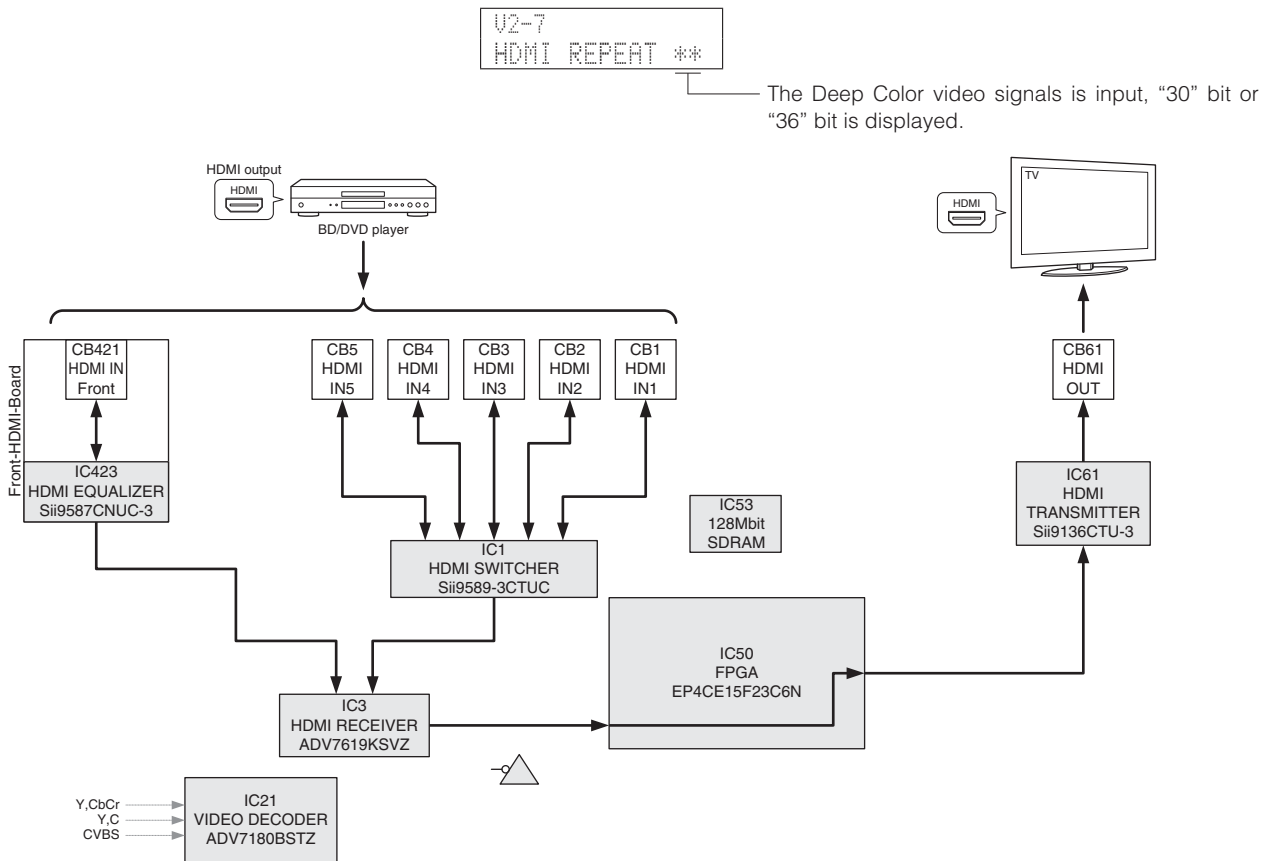 V2-7
HDMI REPEAT **
The Deep Color video signals is input, “30” bit or
“36” bit is displayed.
HDMI output
HDMI
BD/DVD player
HDMI
TV
Front-HDMI-Board
CB421
HDMI IN
Front
CB5
HDMI
IN5
CB4
HDMI
IN4
CB3
HDMI
IN3
CB2
HDMI
IN2
CB1
HDMI
IN1
CB61
HDMI
OUT
IC423
HDMI EQUALIZER
Sii9587CNUC-3
IC1
HDMI SWITCHER
Sii9589-3CTUC
IC53
128Mbit
SDRAM
IC61
HDMI
TRANSMITTER
Sii9136CTU-3
IC50
FPGA
EP4CE15F23C6N
IC3
HDMI RECEIVER
ADV7619KSVZ
Y,CbCr
Y,C
CVBS
IC21
VIDEO DECODER
ADV7180BSTZ